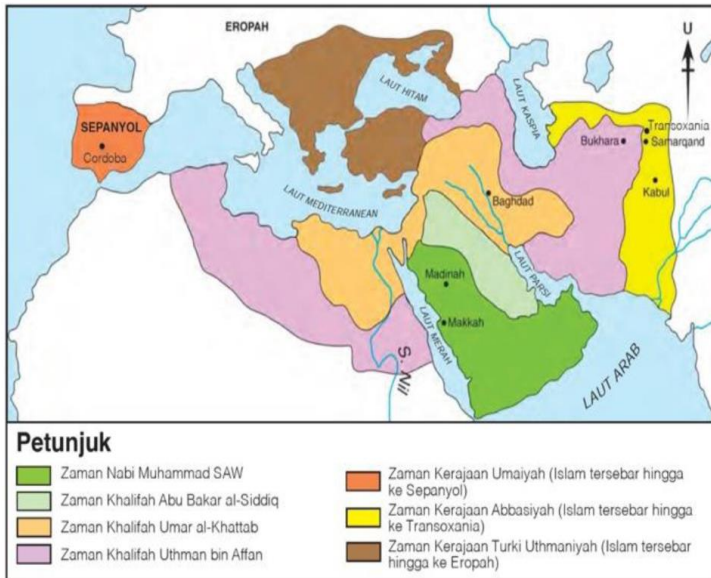 EROPAH
U
LAUT HITAM
LAUT KASPIA
SEPANYOL
Cordoba
Transoxania
Bukhara
Samarqand
Kabul
LAUT MEDITERRANEAN
Baghdad
LAUT PARSI
Madinah
Makkah
LAUT MERAH
S. Nil
LAUT ARAB
Petunjuk
Zaman Nabi Muhammad SAW
Zaman Khalifah Abu Bakar al-Siddiq
Zaman Khalifah Umar al-Khattab
Zaman Khalifah Uthman bin Affan
Zaman Kerajaan Umaiyah (Islam tersebar hingga
ke Sepanyol)
Zaman Kerajaan Abbasiyah (Islam tersebar hingga
ke Transoxania)
Zaman Kerajaan Turki Uthmaniyah (Islam tersebar
hingga ke Eropah)